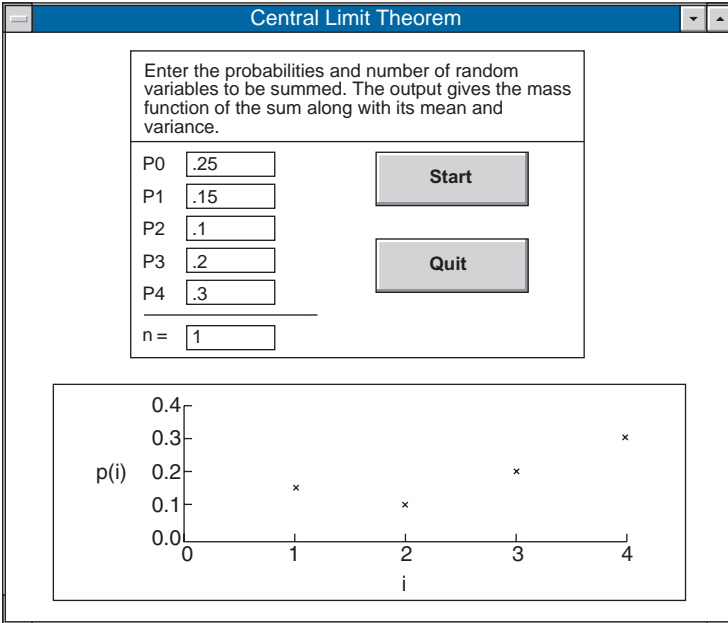 Central Limit Theorem
Enter the probabilities and number of random
variables to be summed. The output gives the mass
function of the sum along with its mean and
variance.
P0 .25
P1 .15
P2 .1
P3 .2
P4 .3
n = 1
Start
Quit
0.4
0.3
p(i) 0.2
0.1
0.0
0 1 2 3 4
i